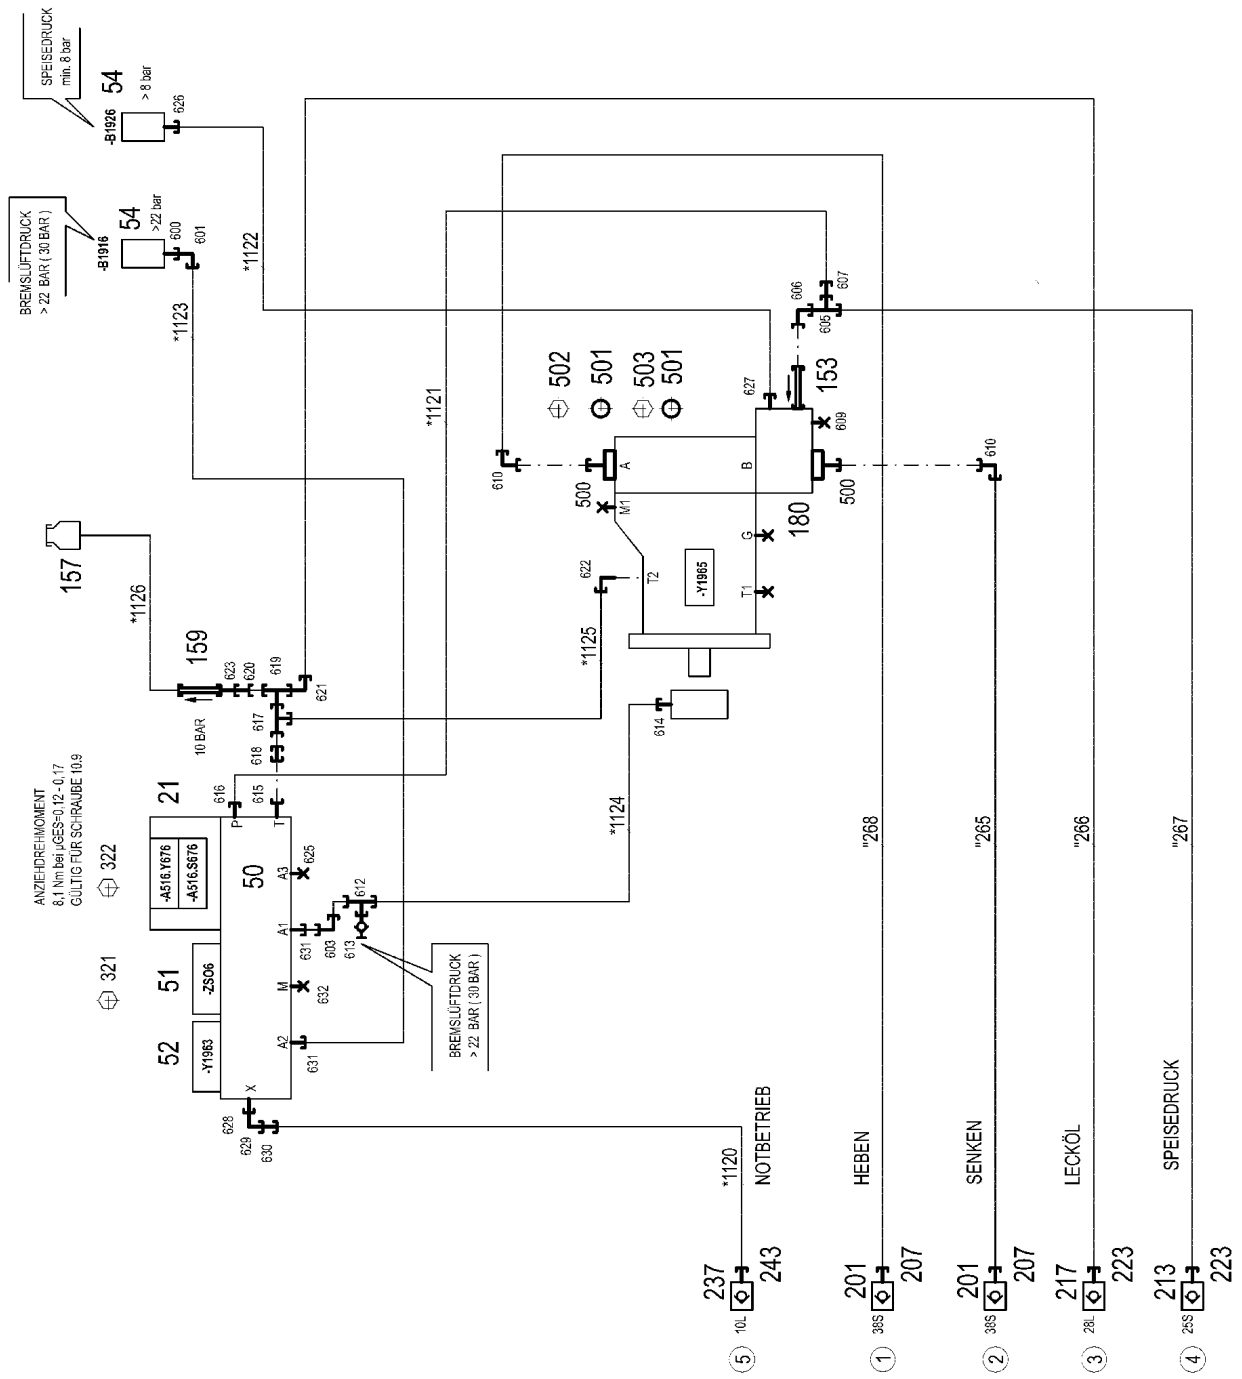 SPEISEDRUCK
min. 8 bar
-B1926
54
> 8 bar
626
BREMSLÜFTDRUCK
> 22 BAR ( 30 BAR )
-B1916
54
>22 bar
600
601
*1122
*1123
*1121
157
*1126
159
10 BAR
623
620
619
621
617
618
615
616
ANZIEHDREHMOMENT
8,1 Nm bei µGES=0,12 - 0,17
GÜLTIG FÜR SCHRAUBE 10.9
322
321
21
-A516.Y676
-A516.S676
50
51
-ZSO6
52
-Y1963
P
T
A3
625
A1
631
603
612
613
M
632
A2
631
X
628
629
630
BREMSLÜFTDRUCK
> 22 BAR ( 30 BAR )
*1124
614
*1125
622
T2
-Y1965
T1
G
M1
A
B
180
500
500
610
610
502
501
503
501
627
153
609
606
605
607
*1120
NOTBETRIEB
"268
HEBEN
"265
SENKEN
"266
LECKÖL
"267
SPEISEDRUCK
237
243
10L
5
201
207
38S
1
201
207
38S
2
217
223
28L
3
213
223
25S
4